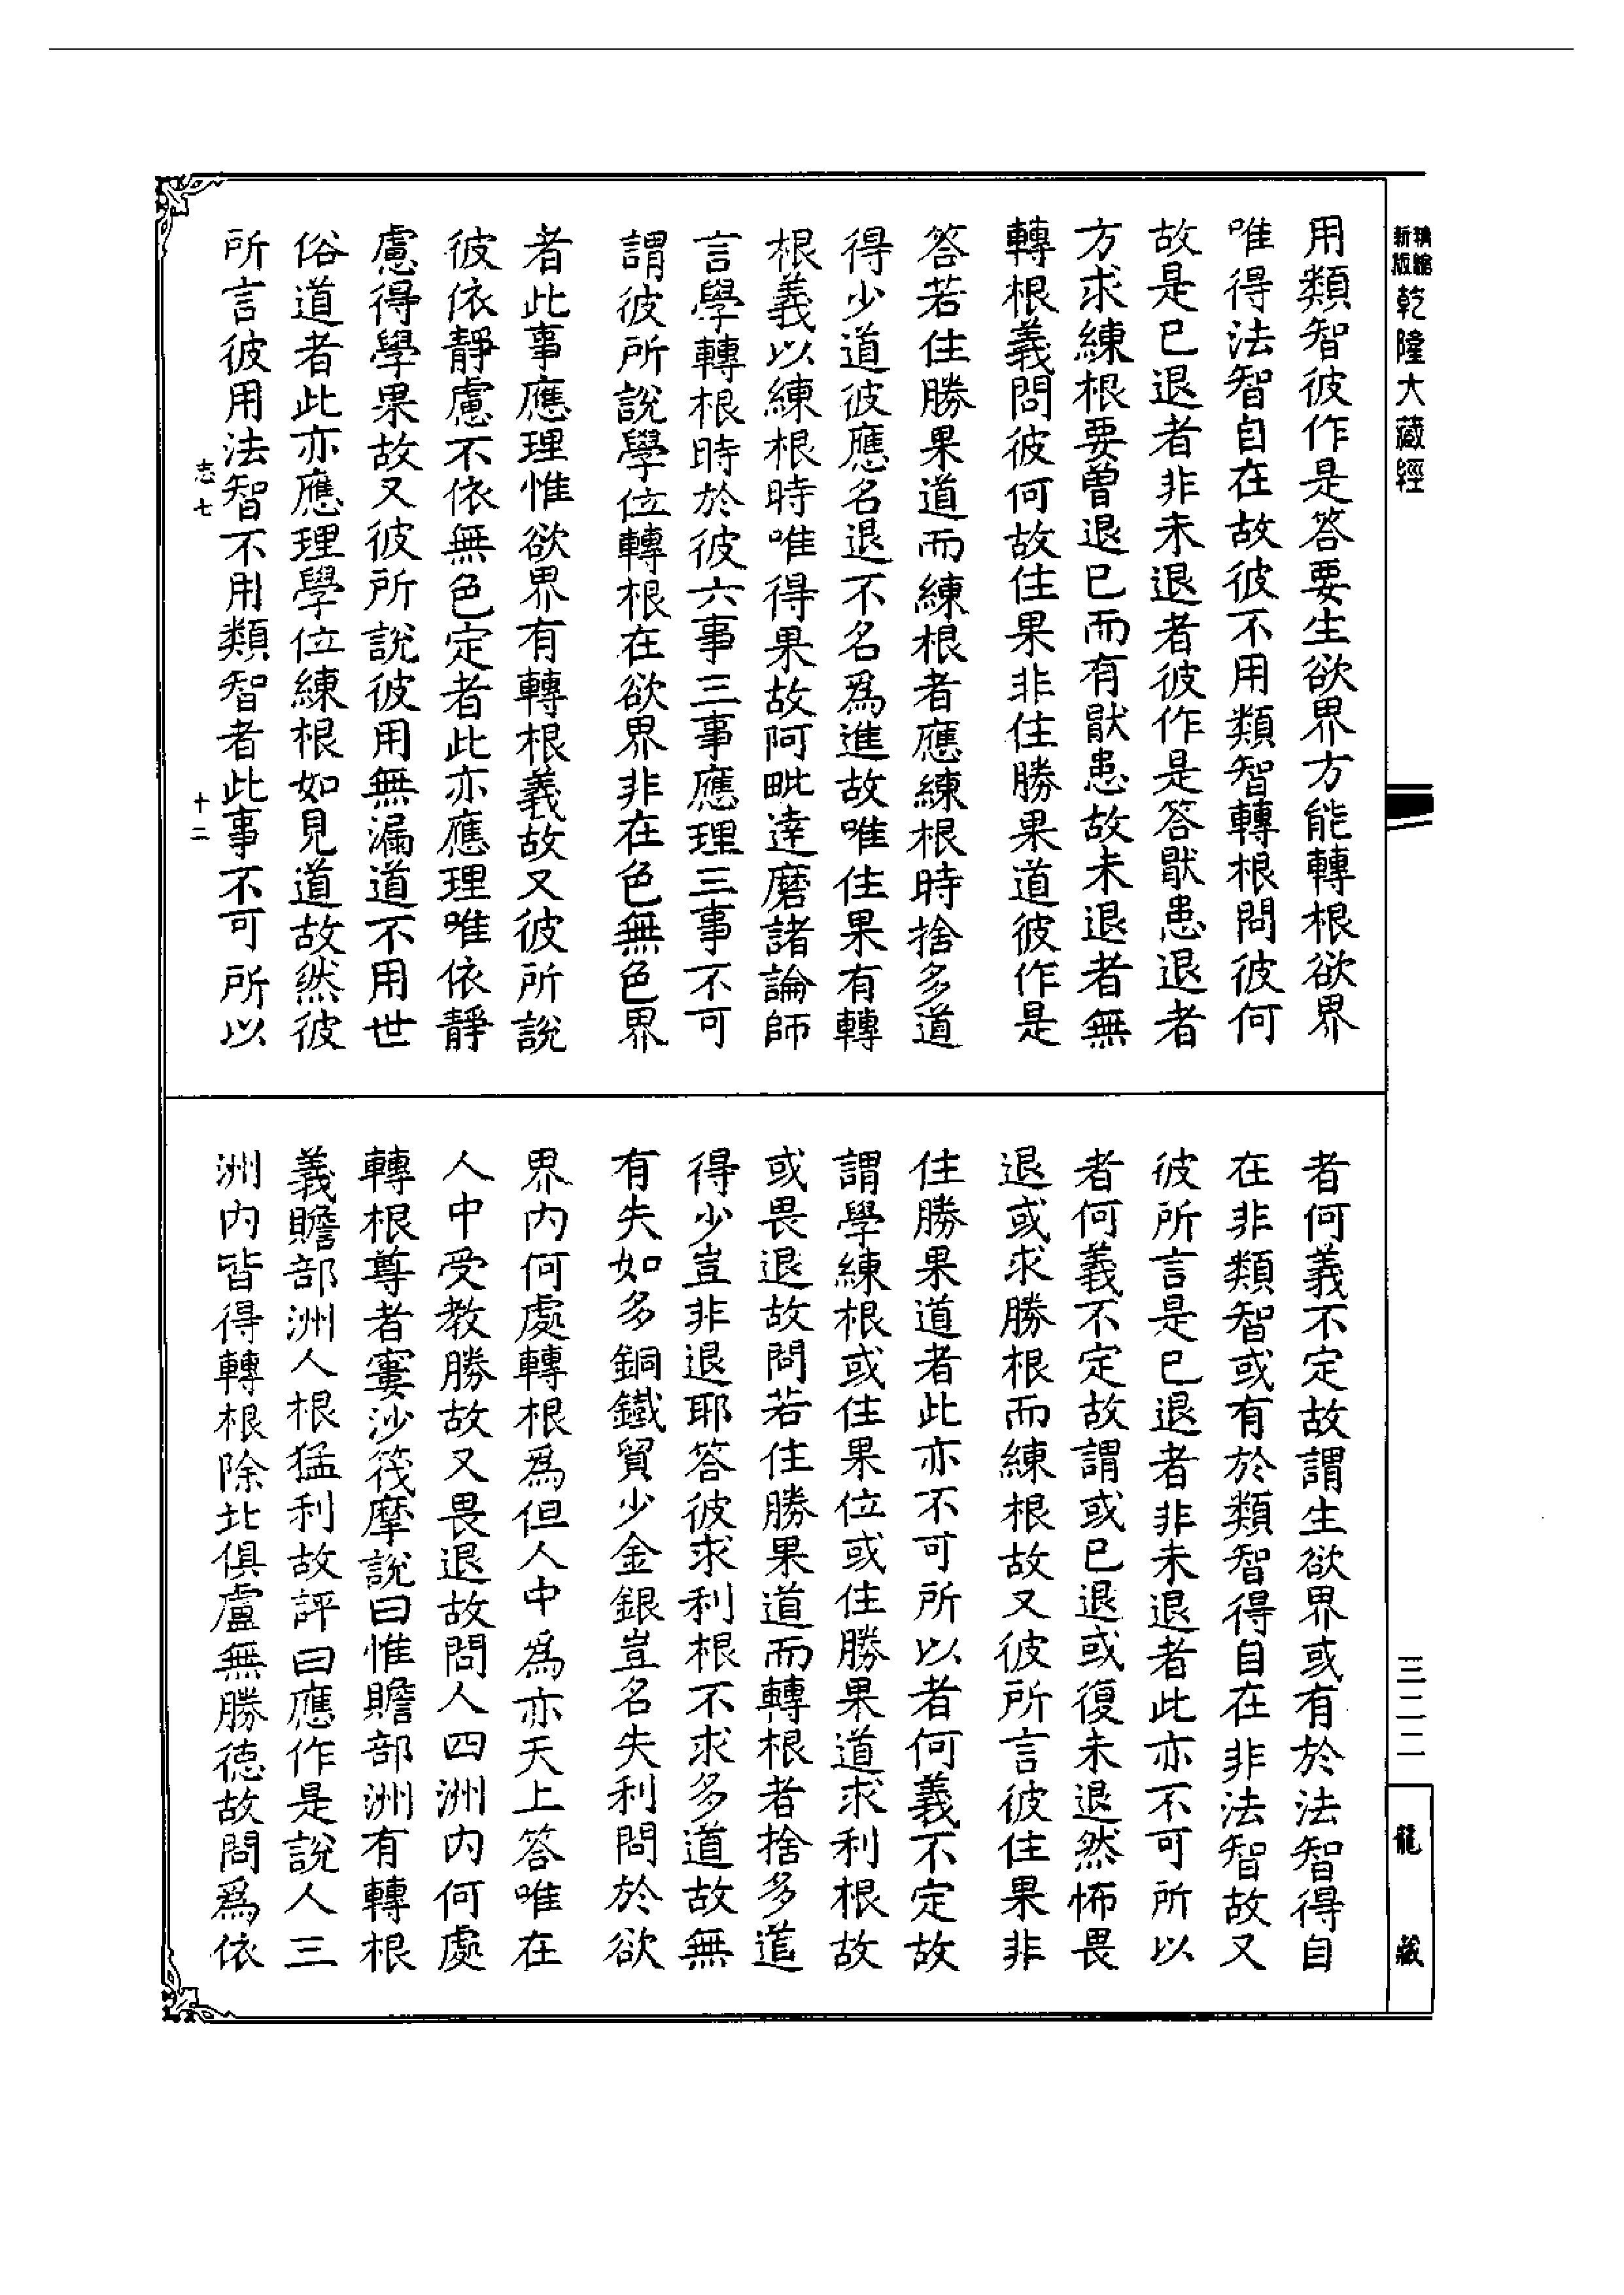 精縮新版乾隆大藏經
用類智彼作是答要生欲界方能轉根欲界
唯得法智自在故彼不用類智轉根問彼何
故是已退者非未退者彼作是答厭患退者
方求練根要曾退已而有厭患故未退者無
轉根義問彼何故住果非住勝果道彼作是
答若住勝果道而練根者應練根時捨多道
得少道彼應名退不名爲進故唯住果有轉
根義以練根時唯得果故阿毗達磨諸論師
言學轉根時於彼六事三事應理三事不可
謂彼所說學位轉根在欲界非在色無色界
者此事應理惟欲界有轉根義故又彼所說
彼依靜慮不依無色定者此亦應理唯依靜
慮得學果故又彼所說彼用無漏道不用世
俗道者此亦應理學位練根如見道故然彼
所言彼用法智不用類智者此事不可所以
志七 十二
者何義不定故謂生欲界或有於法智得自
在非類智或有於類智得自在非法智故又
彼所言是已退者非未退者此亦不可所以
者何義不定故謂或已退或復未退然怖畏
退或求勝根而練根故又彼所言彼住果非
住勝果道者此亦不可所以者何義不定故
謂學練根或住果位或住勝果道求利根故
或畏退故問若住勝果道而轉根者捨多道
得少豈非退耶答彼求利根不求多道故無
有失如多銅鐵貿少金銀豈名失利問於欲
界內何處轉根爲但人中爲亦天上答唯在
人中受教勝故又畏退故問人四洲內何處
轉根尊者寠沙筏摩說曰惟贍部洲有轉根
義贍部洲人根猛利故評曰應作是說人三
洲內皆得轉根除北俱盧無勝德故問爲依
三二二
龍藏